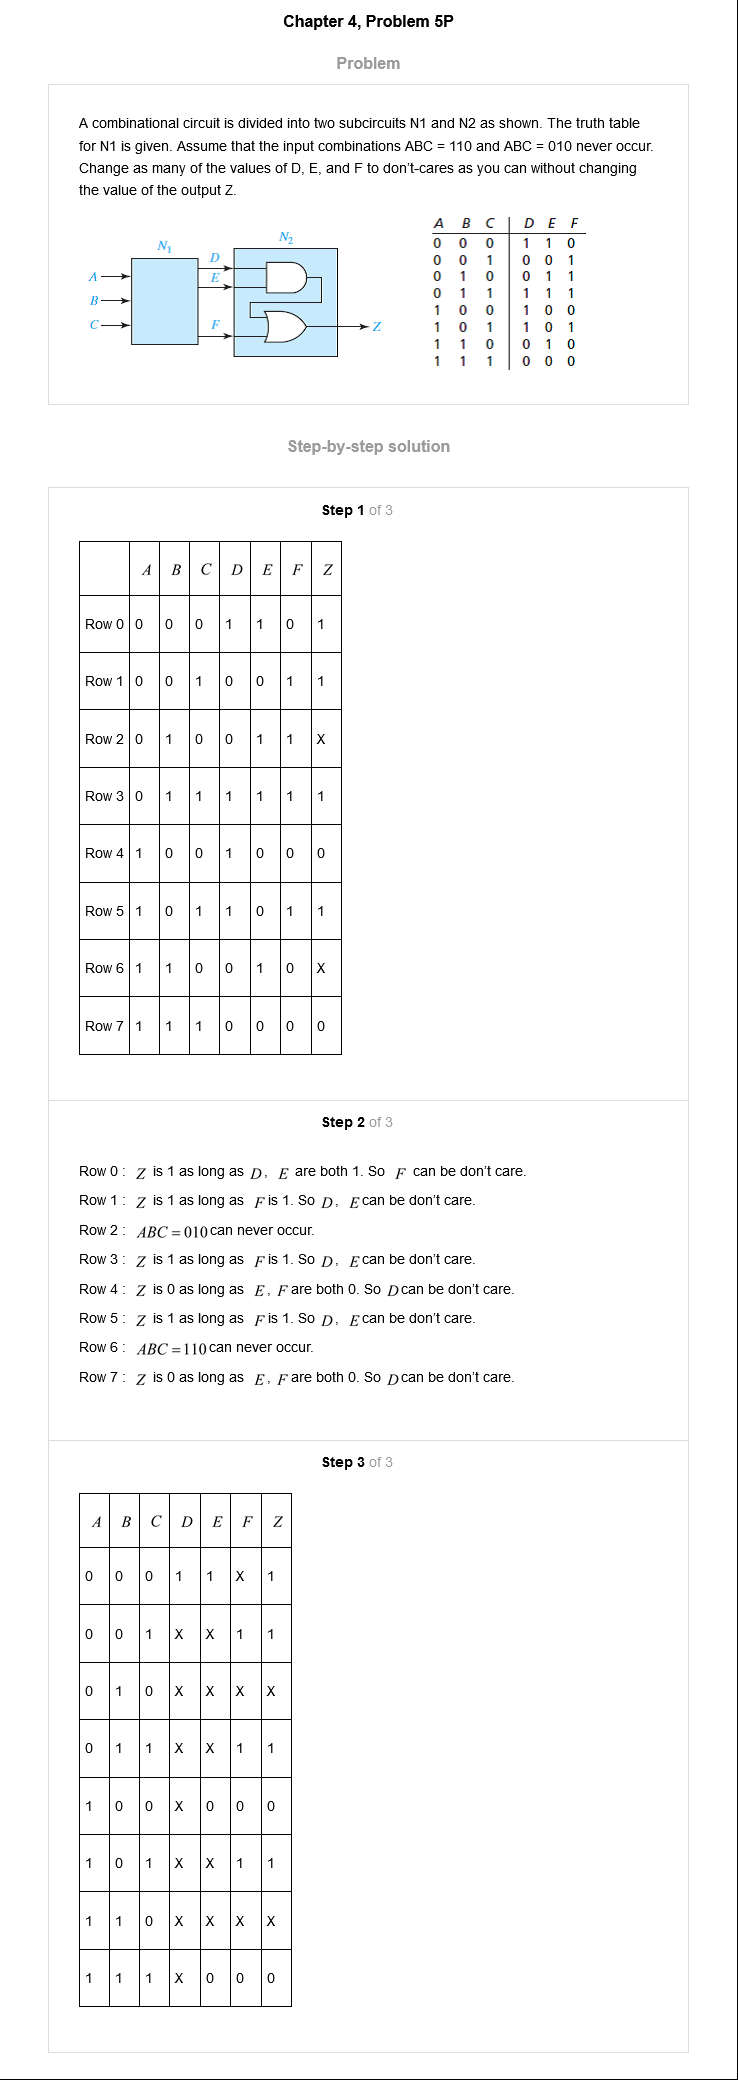 Chapter 4, Problem 5P
Problem
A combinational circuit is divided into two subcircuits N1 and N2 as shown. The truth table
for N1 is given. Assume that the input combinations ABC = 110 and ABC = 010 never occur.
Change as many of the values of D, E, and F to don't-cares as you can without changing
the value of the output Z.
N1
N2
A
B
C
D
E
F
Z
A B C D E F
0 0 0 1 1 0
0 0 1 0 0 1
0 1 0 0 1 1
0 1 1 1 1 1
1 0 0 1 0 0
1 0 1 1 0 1
1 1 0 0 1 0
1 1 1 0 0 0
Step-by-step solution
Step 1 of 3
A B C D E F Z
Row 0 0 0 0 1 1 0 1
Row 1 0 0 1 0 0 1 1
Row 2 0 1 0 0 1 1 X
Row 3 0 1 1 1 1 1 1
Row 4 1 0 0 1 0 0 0
Row 5 1 0 1 1 0 1 1
Row 6 1 1 0 0 1 0 X
Row 7 1 1 1 0 0 0 0
Step 2 of 3
Row 0 : Z is 1 as long as D, E are both 1. So F can be don't care.
Row 1 : Z is 1 as long as F is 1. So D, E can be don't care.
Row 2 : ABC = 010 can never occur.
Row 3 : Z is 1 as long as F is 1. So D, E can be don't care.
Row 4 : Z is 0 as long as E, F are both 0. So D can be don't care.
Row 5 : Z is 1 as long as F is 1. So D, E can be don't care.
Row 6 : ABC = 110 can never occur.
Row 7 : Z is 0 as long as E, F are both 0. So D can be don't care.
Step 3 of 3
A B C D E F Z
0 0 0 1 1 X 1
0 0 1 X X 1 1
0 1 0 X X X X
0 1 1 X X 1 1
1 0 0 X 0 0 0
1 0 1 X X 1 1
1 1 0 X X X X
1 1 1 X 0 0 0